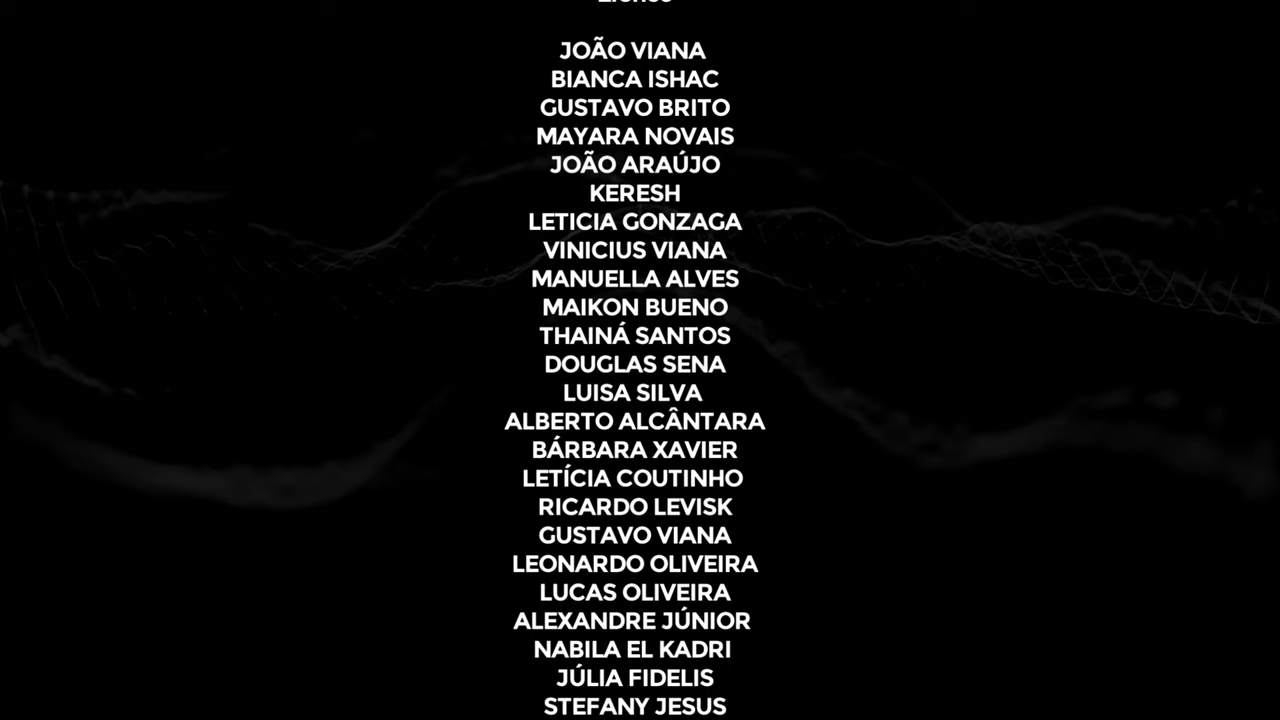 JOÃO VIANA
BIANCA ISHAC
GUSTAVO BRITO
MAYARA NOVAIS
JOÃO ARAÚJO
KERESH
LETICIA GONZAGA
VINICIUS VIANA
MANUELLA ALVES
MAIKON BUENO
THAINÁ SANTOS
DOUGLAS SENA
LUISA SILVA
ALBERTO ALCÂNTARA
BÁRBARA XAVIER
LETÍCIA COUTINHO
RICARDO LEVISK
GUSTAVO VIANA
LEONARDO OLIVEIRA
LUCAS OLIVEIRA
ALEXANDRE JÚNIOR
NABILA EL KADRI
JÚLIA FIDELIS
STEFANY JESUS